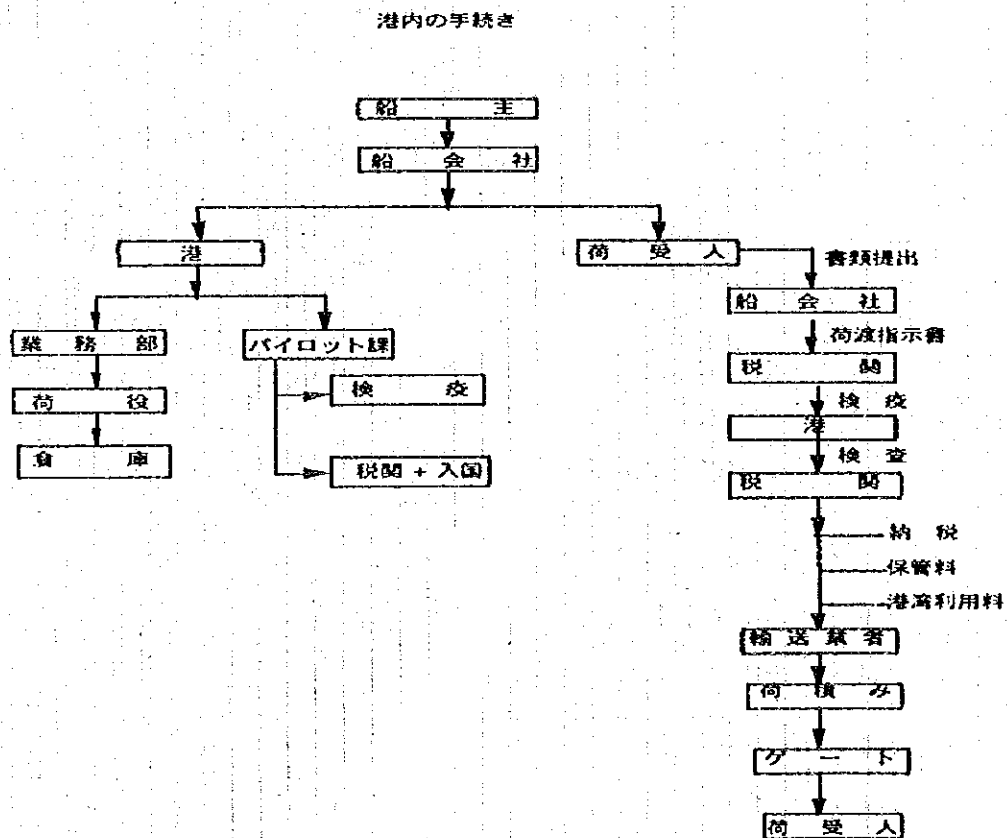 港内の手続き
船主
船会社
港
荷受人
書類提出
船会社
業務部
パイロット課
荷渡指示書
税関
荷役
検疫
検疫
港
倉庫
税関 + 入国
検査
税関
納税
保管料
港湾利用料
輸送業者
荷積み
ゲート
荷受人